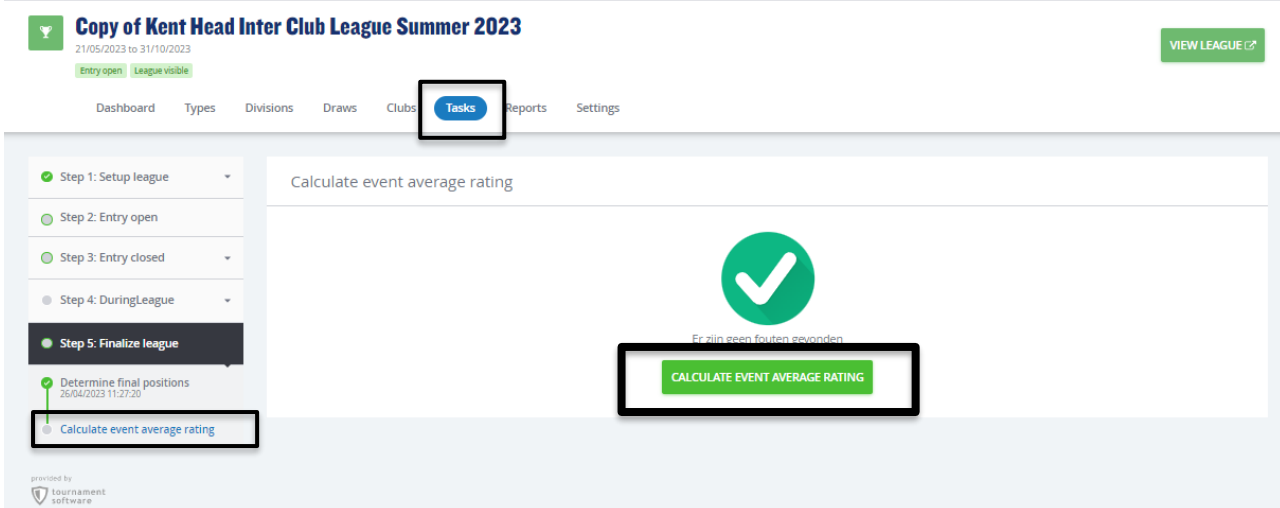 Copy of Kent Head Inter Club League Summer 2023
21/05/2023 to 31/10/2023
Entry open League visible
VIEW LEAGUE
Dashboard Types Divisions Draws Clubs Tasks Reports Settings
Step 1: Setup league
Step 2: Entry open
Step 3: Entry closed
Step 4: DuringLeague
Step 5: Finalize league
Determine final positions
26/04/2023 11:27:20
Calculate event average rating
Calculate event average rating
Er zijn geen fouten gevonden
CALCULATE EVENT AVERAGE RATING
provided by
tournament
software